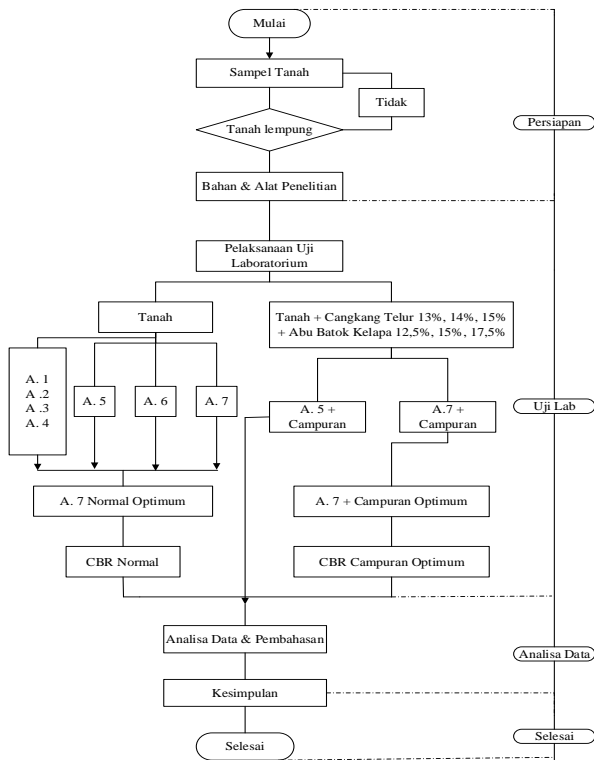 Mulai
Sampel Tanah
Tidak
Tanah lempung
Persiapan
Bahan & Alat Penelitian
Pelaksanaan Uji
Laboratorium
Tanah
Tanah + Cangkang Telur 13%, 14%, 15%
+ Abu Batok Kelapa 12,5%, 15%, 17,5%
A. 1
A .2
A .3
A. 4
A. 5
A. 6
A. 7
A. 5 +
Campuran
A.7 +
Campuran
Uji Lab
A. 7 Normal Optimum
A. 7 + Campuran Optimum
CBR Normal
CBR Campuran Optimum
Analisa Data & Pembahasan
Analisa Data
Kesimpulan
Selesai
Selesai